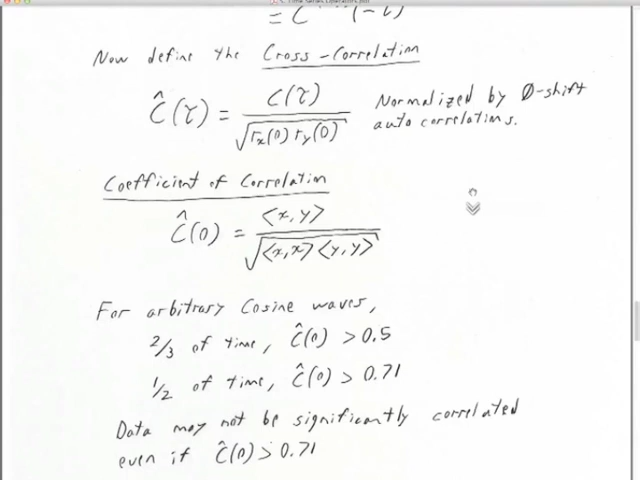 Now define the Cross-Correlation
Ĉ(τ) = C(τ) / √(rx(0) ry(0))
Normalized by 0-shift
auto correlations.
Coefficient of Correlation
Ĉ(0) = <x,y> / √(<x,x><y,y>)
For arbitrary Cosine waves,
2/3 of time, Ĉ(0) > 0.5
1/2 of time, Ĉ(0) > 0.71
Data may not be significantly correlated
even if Ĉ(0) > 0.71